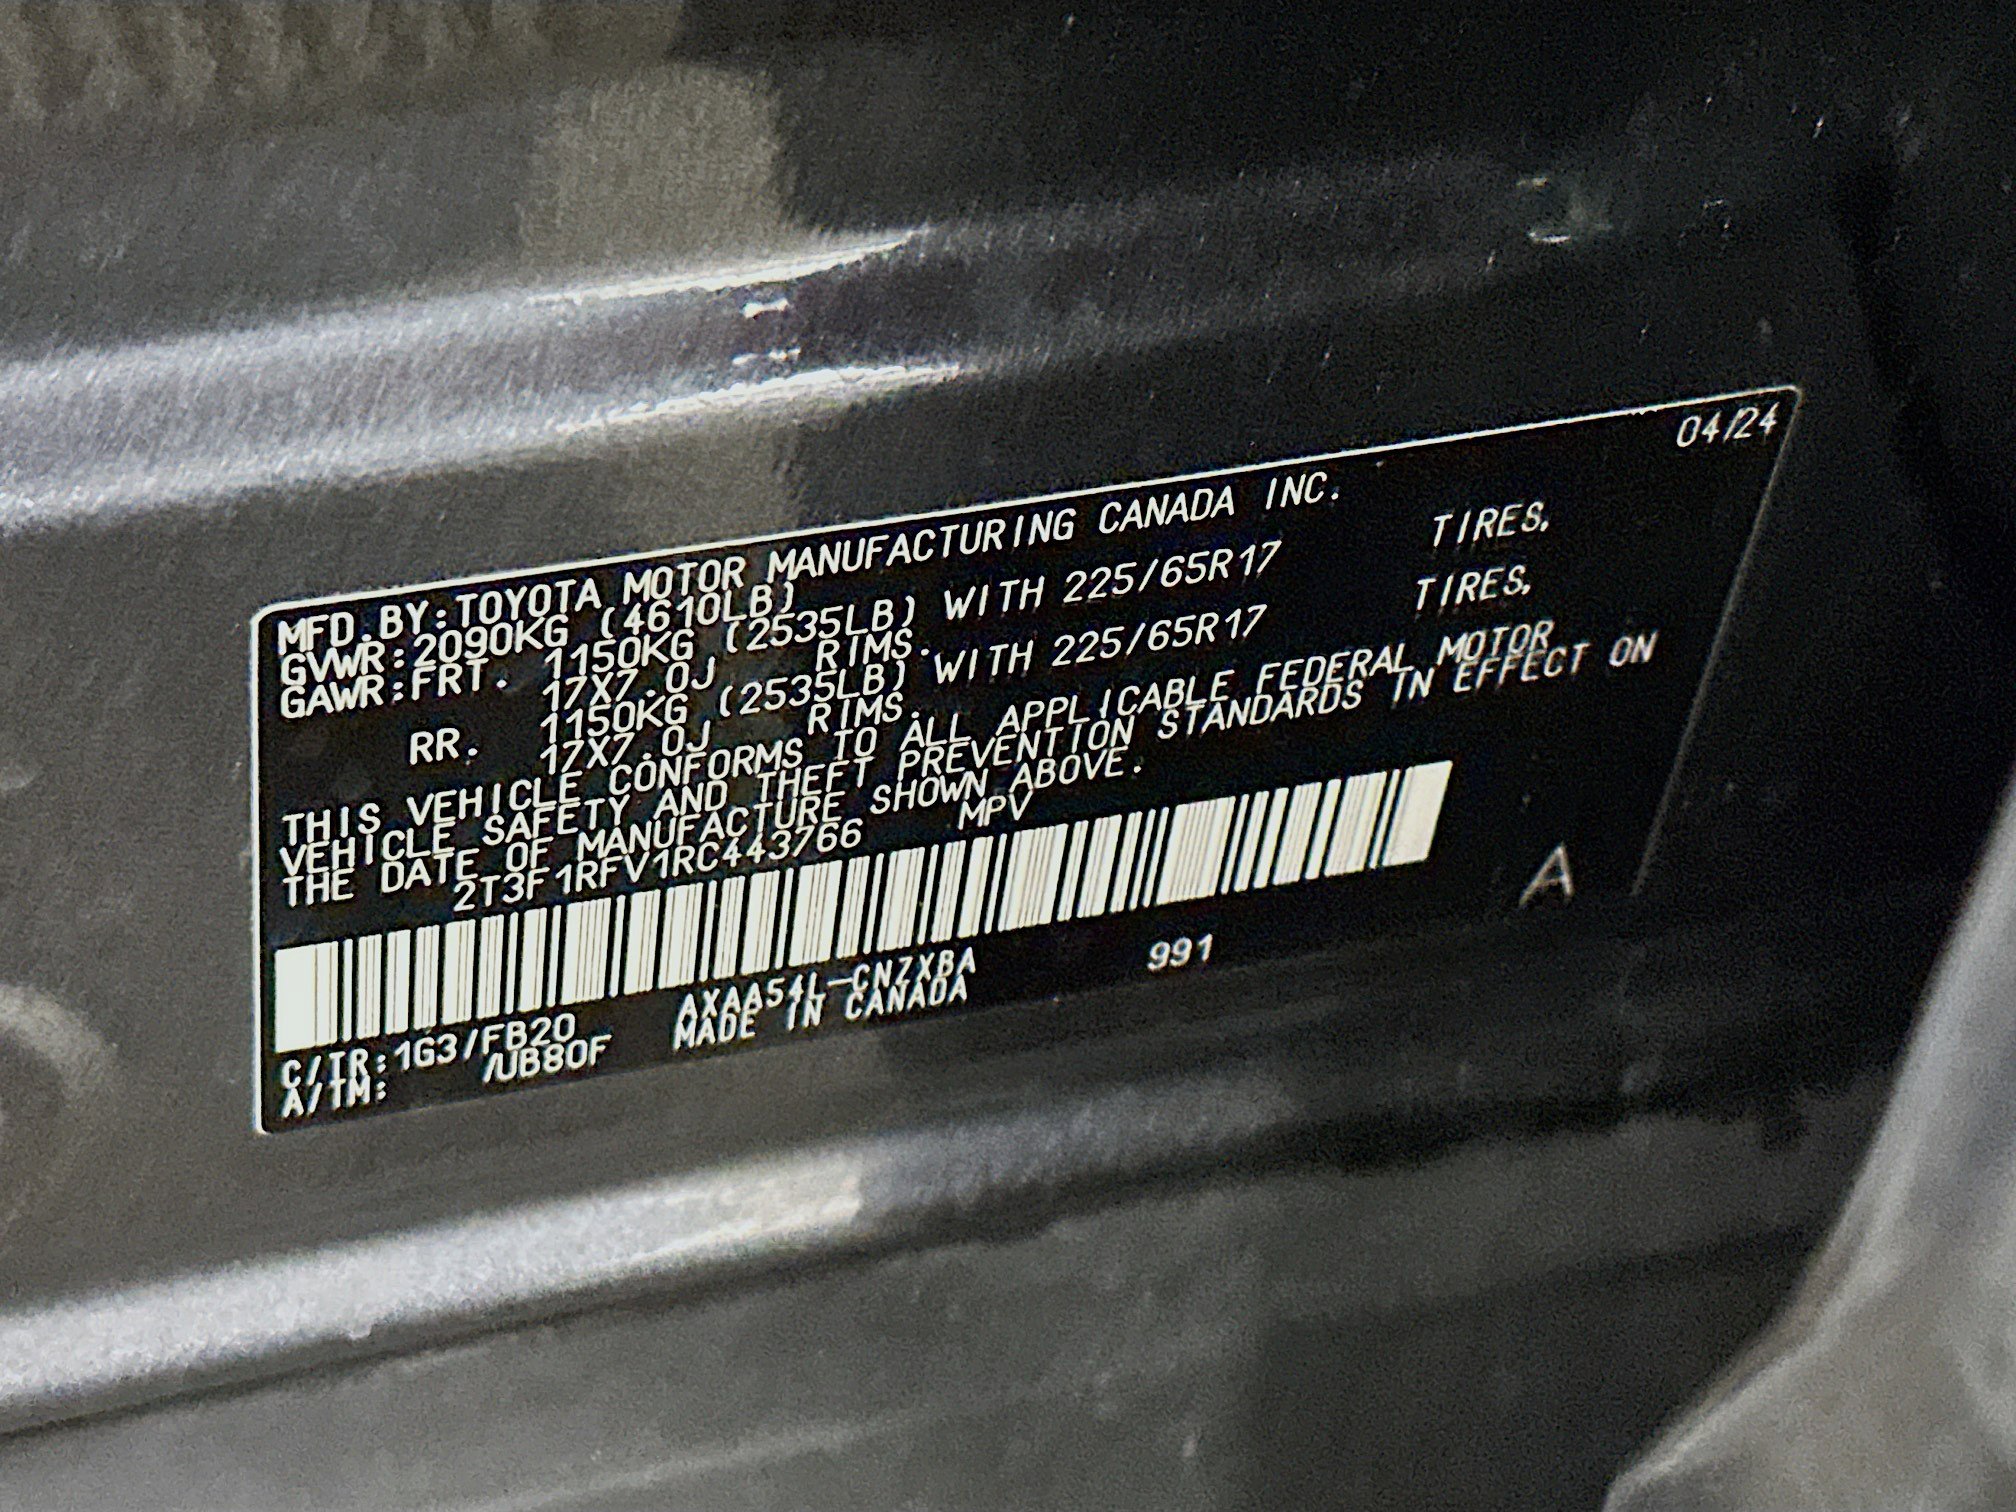 04/24
MFD.BY:TOYOTA MOTOR MANUFACTURING CANADA INC.
GVWR:2090KG (4610LB)
GAWR:FRT. 1150KG (2535LB) WITH 225/65R17 TIRES,
17X7.0J RIMS.
RR. 1150KG (2535LB) WITH 225/65R17 TIRES,
17X7.0J RIMS.
THIS VEHICLE CONFORMS TO ALL APPLICABLE FEDERAL MOTOR
VEHICLE SAFETY AND THEFT PREVENTION STANDARDS IN EFFECT ON
THE DATE OF MANUFACTURE SHOWN ABOVE.
2T3F1RFV1RC443766 MPV
A
C/TR:1G3/FB20 AXAA54L-CNZXBA 991
A/TM: /UB80F MADE IN CANADA